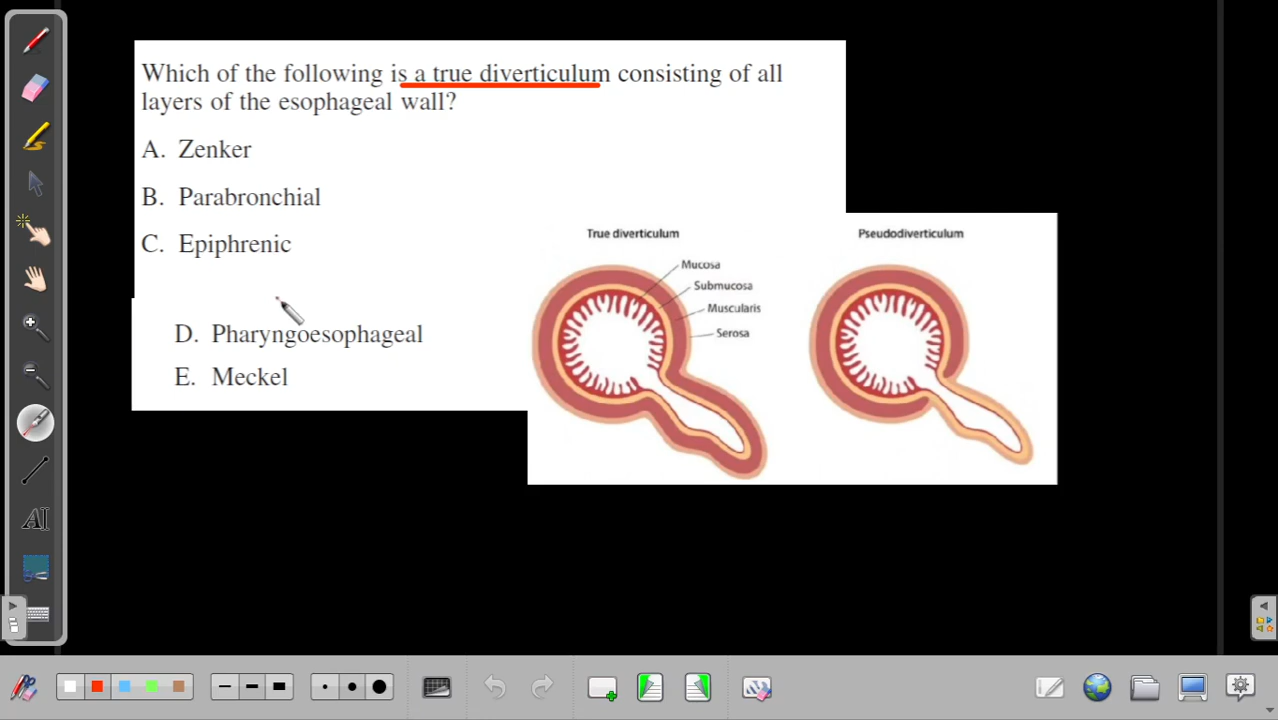 Which of the following is a true diverticulum consisting of all
layers of the esophageal wall?
A. Zenker
B. Parabronchial
C. Epiphrenic
D. Pharyngoesophageal
E. Meckel
True diverticulum
Mucosa
Submucosa
Muscularis
Serosa
Pseudodiverticulum
AI